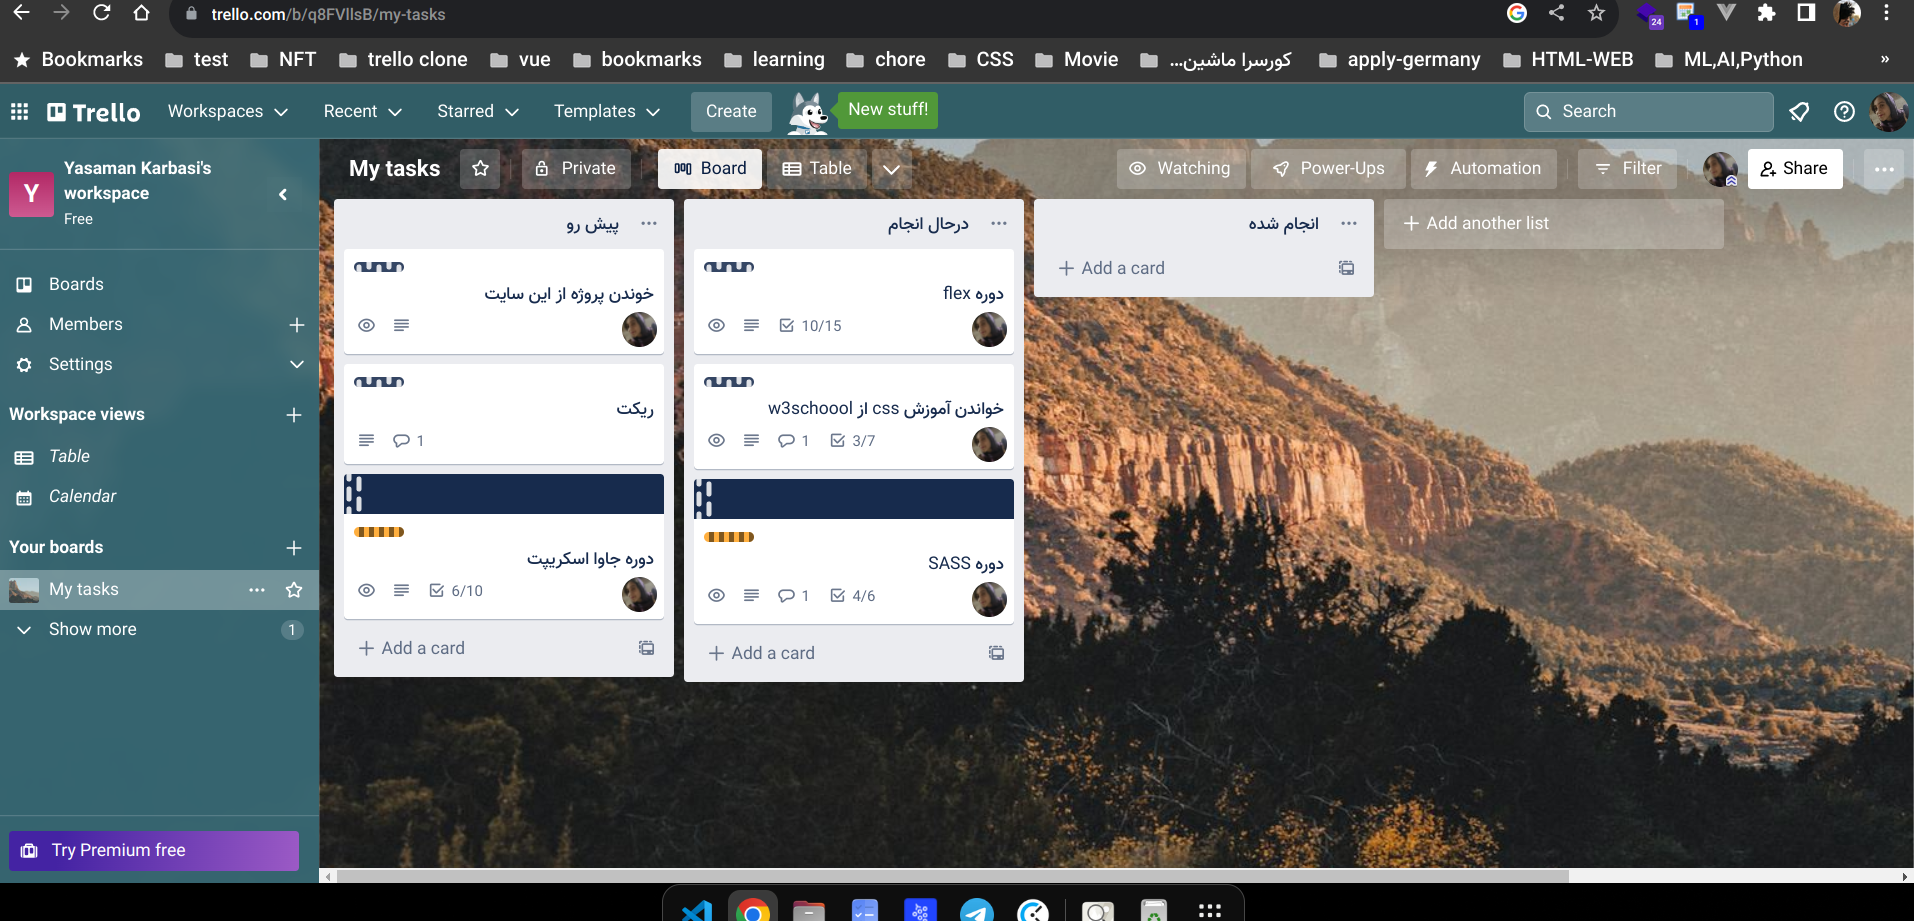 trello.com/b/q8FVllsB/my-tasks
24
1
Bookmarks test NFT trello clone vue bookmarks learning chore CSS Movie کورسرا ماشین... apply-germany HTML-WEB ML,AI,Python »
Trello Workspaces Recent Starred Templates Create New stuff! Search
Yasaman Karbasi's
workspace
Free
Y
Boards
Members
Settings
Workspace views
Table
Calendar
Your boards
My tasks
Show more 1
Try Premium free
My tasks Private Board Table Watching Power-Ups Automation Filter Share
پیش رو
خوندن پروژه از این سایت
ریکت
1
دوره جاوا اسکریپت
6/10
Add a card
درحال انجام
دوره flex
10/15
خواندن آموزش css از w3schoool
1 3/7
دوره SASS
1 4/6
Add a card
انجام شده
Add a card
Add another list